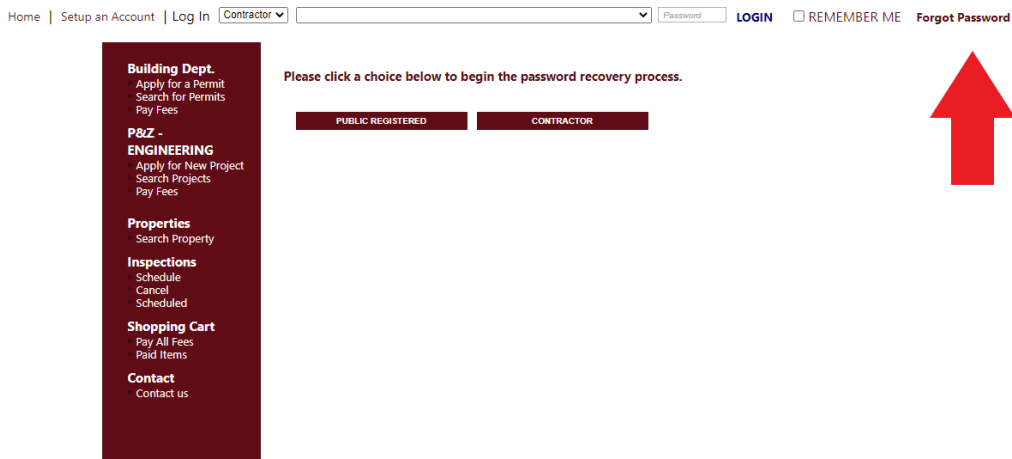 Home | Setup an Account | Log In Contractor Password LOGIN REMEMBER ME Forgot Password
Building Dept.
Apply for a Permit
Search for Permits
Pay Fees
P&Z -
ENGINEERING
Apply for New Project
Search Projects
Pay Fees
Properties
Search Property
Inspections
Schedule
Cancel
Scheduled
Shopping Cart
Pay All Fees
Paid Items
Contact
Contact us
Please click a choice below to begin the password recovery process.
PUBLIC REGISTERED CONTRACTOR